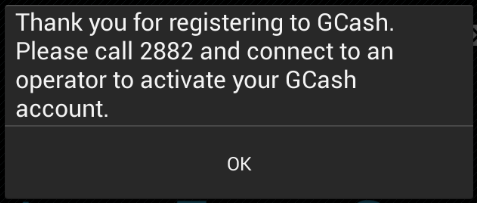 Thank you for registering to GCash.
Please call 2882 and connect to an
operator to activate your GCash
account.
OK